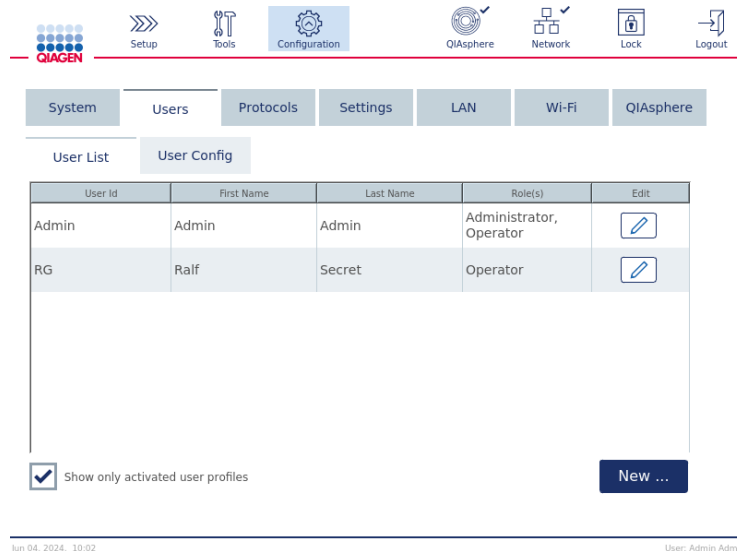 QIAGEN
Setup
Tools
Configuration
QIAsphere
Network
Lock
Logout
System
Users
Protocols
Settings
LAN
Wi-Fi
QIAsphere
User List
User Config
User Id First Name Last Name Role(s) Edit
Admin Admin Admin Administrator,
Operator
RG Ralf Secret Operator
Show only activated user profiles
New ...
Jun 04. 2024. 10:02
User: Admin Adm